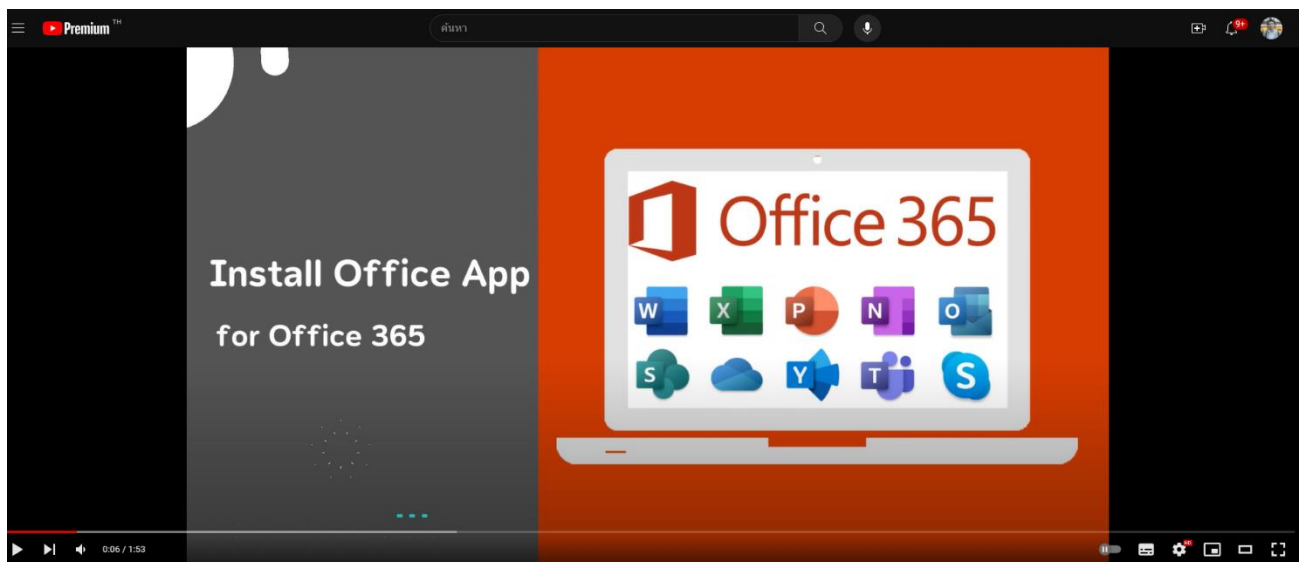 Premium TH
ค้นหา
9+
Install Office App
for Office 365
Office 365
W X P N O
S Y T S
0:06 / 1:53
HD